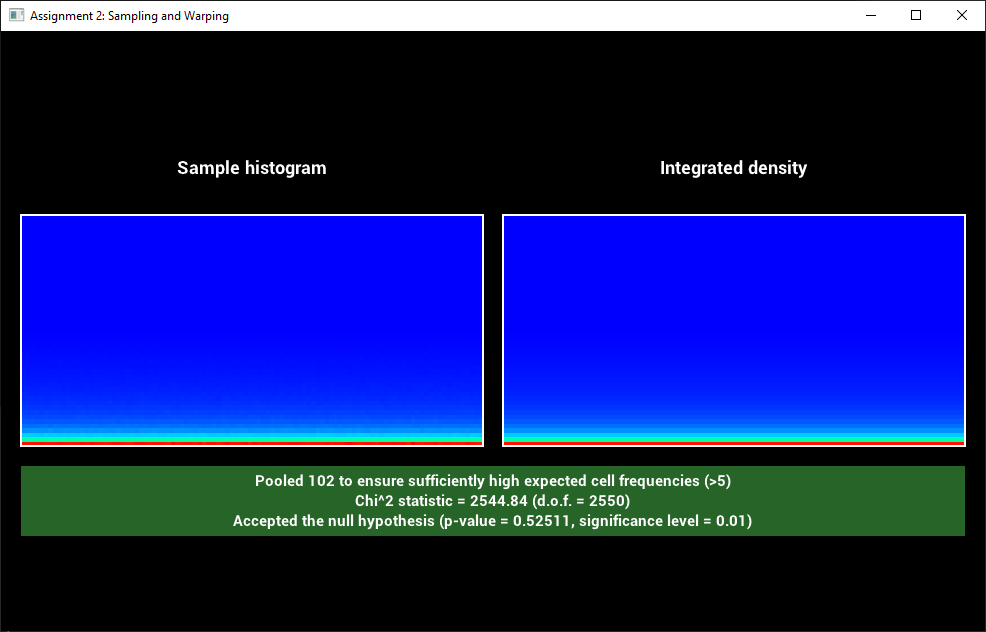 Assignment 2: Sampling and Warping
Sample histogram
Integrated density
Pooled 102 to ensure sufficiently high expected cell frequencies (>5)
Chi^2 statistic = 2544.84 (d.o.f. = 2550)
Accepted the null hypothesis (p-value = 0.52511, significance level = 0.01)